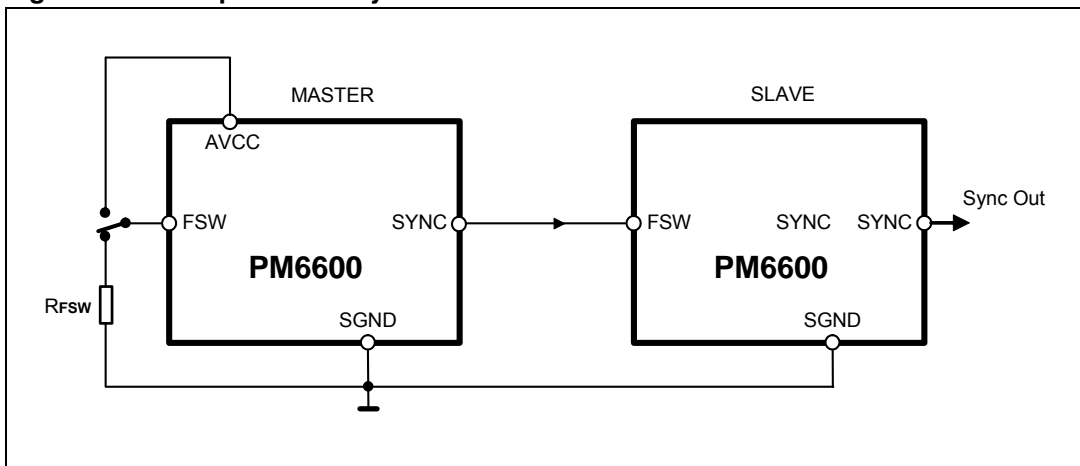 MASTER
SLAVE
AVCC
FSW
SYNC
FSW
SYNC
SYNC
Sync Out
PM6600
PM6600
RFSW
SGND
SGND